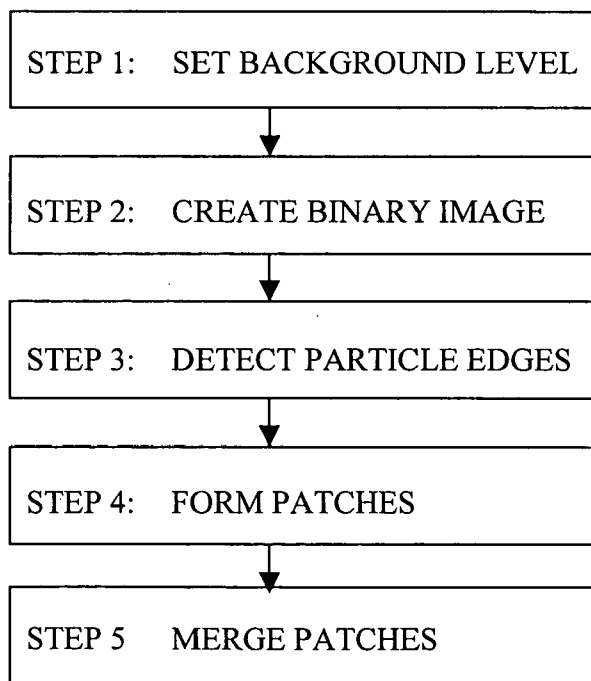 STEP 1: SET BACKGROUND LEVEL
STEP 2: CREATE BINARY IMAGE
STEP 3: DETECT PARTICLE EDGES
STEP 4: FORM PATCHES
STEP 5 MERGE PATCHES